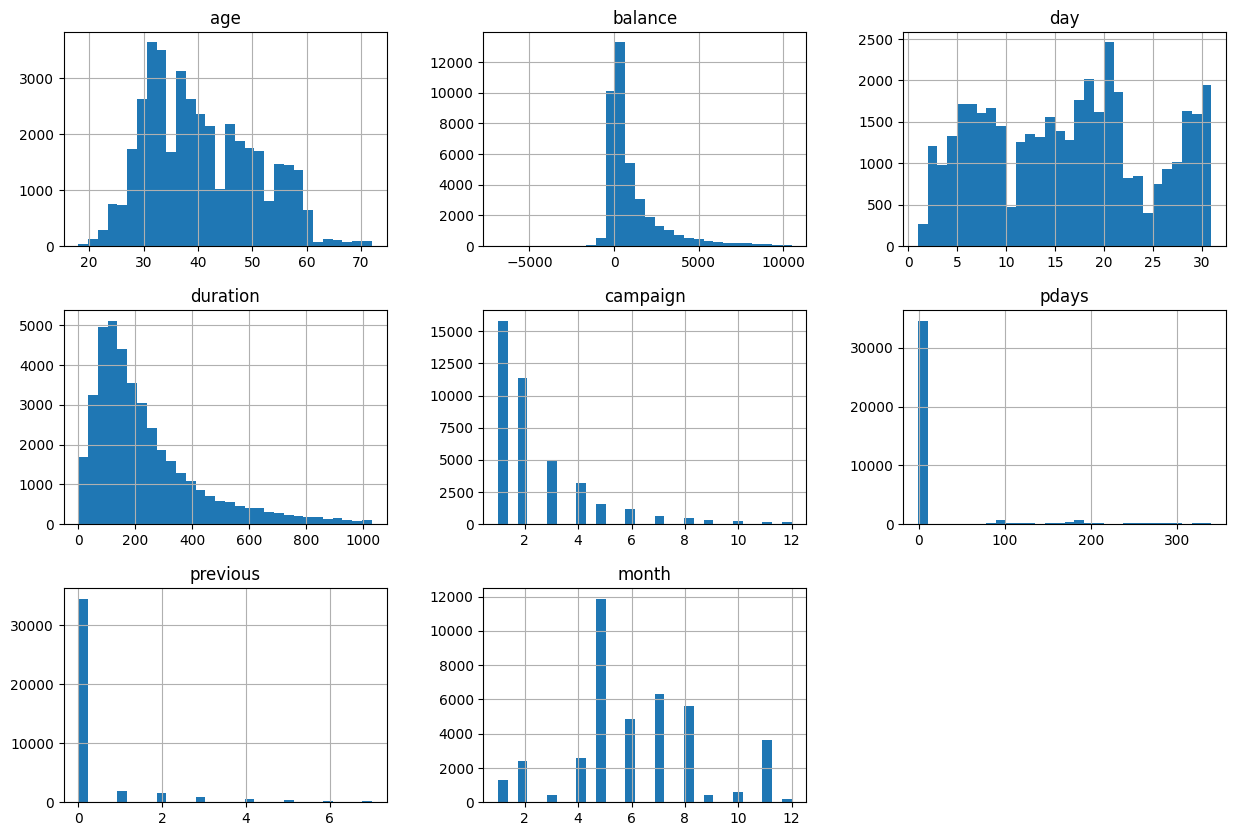 age
3000
2000
1000
0
20 30 40 50 60 70
balance
12000
10000
8000
6000
4000
2000
0
−5000 0 5000 10000
day
2500
2000
1500
1000
500
0
0 5 10 15 20 25 30
duration
5000
4000
3000
2000
1000
0
0 200 400 600 800 1000
campaign
15000
12500
10000
7500
5000
2500
0
2 4 6 8 10 12
pdays
30000
20000
10000
0
0 100 200 300
previous
30000
20000
10000
0
0 2 4 6
month
12000
10000
8000
6000
4000
2000
0
2 4 6 8 10 12